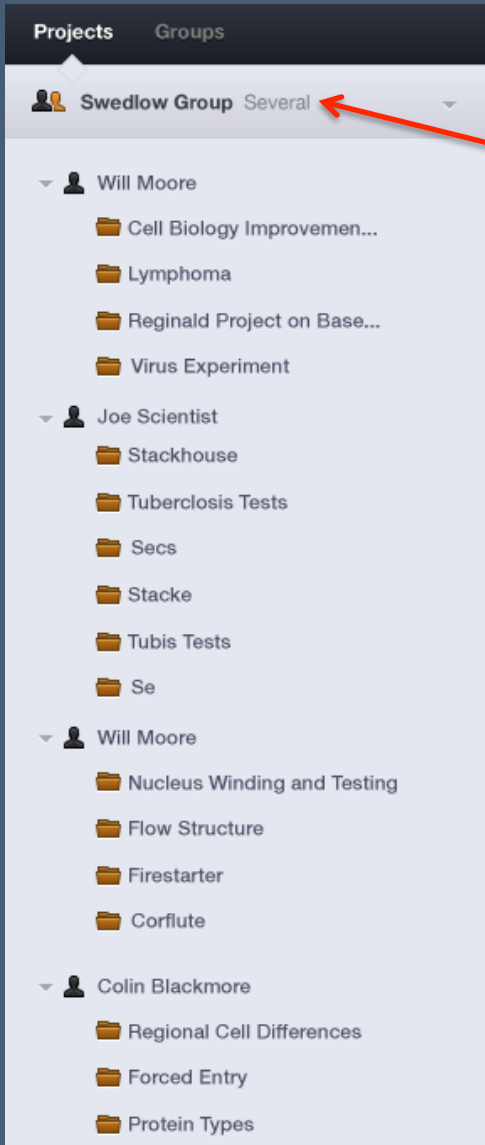 Projects Groups
Swedlow Group Several
Will Moore
Cell Biology Improvemen...
Lymphoma
Reginald Project on Base...
Virus Experiment
Joe Scientist
Stackhouse
Tuberclosis Tests
Secs
Stacke
Tubis Tests
Se
Will Moore
Nucleus Winding and Testing
Flow Structure
Firestarter
Corflute
Colin Blackmore
Regional Cell Differences
Forced Entry
Protein Types